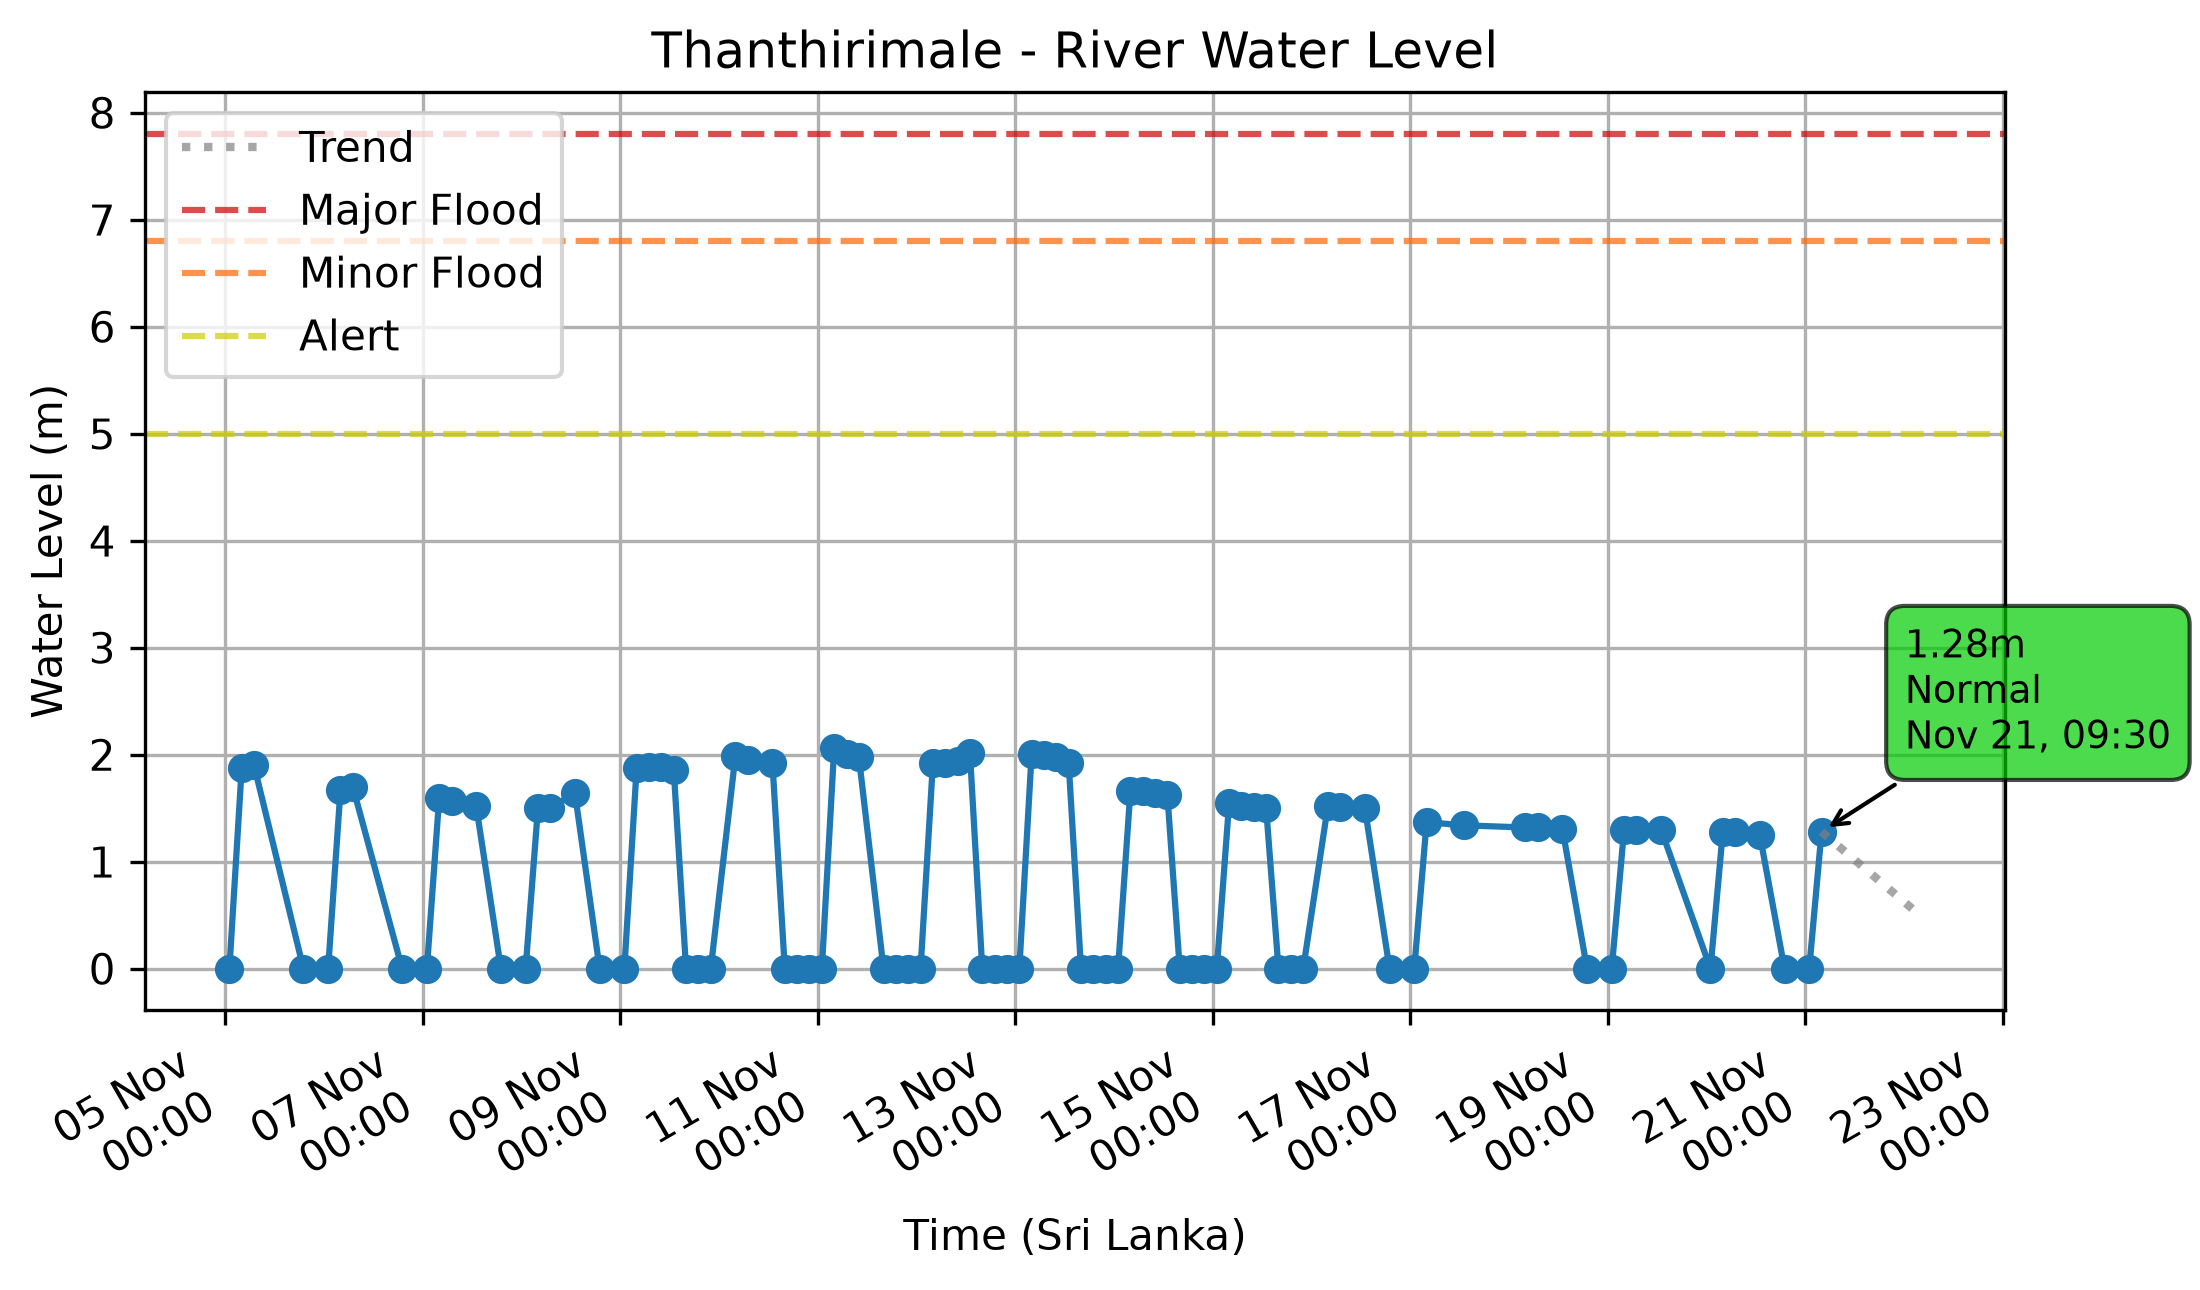 Thanthirimale - River Water Level
8
7
6
5
4
3
2
1
0
Water Level (m)
Trend
Major Flood
Minor Flood
Alert
1.28m
Normal
Nov 21, 09:30
05 Nov
00:00
07 Nov
00:00
09 Nov
00:00
11 Nov
00:00
13 Nov
00:00
15 Nov
00:00
17 Nov
00:00
19 Nov
00:00
21 Nov
00:00
23 Nov
00:00
Time (Sri Lanka)